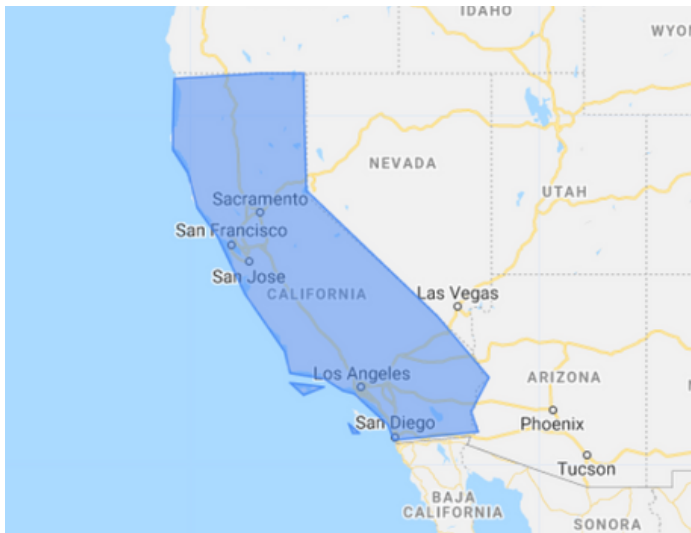 IDAHO
WYO
NEVADA
UTAH
Sacramento
San Francisco
San Jose
CALIFORNIA
Las Vegas
Los Angeles
ARIZONA
San Diego
Phoenix
Tucson
BAJA
CALIFORNIA
SONORA